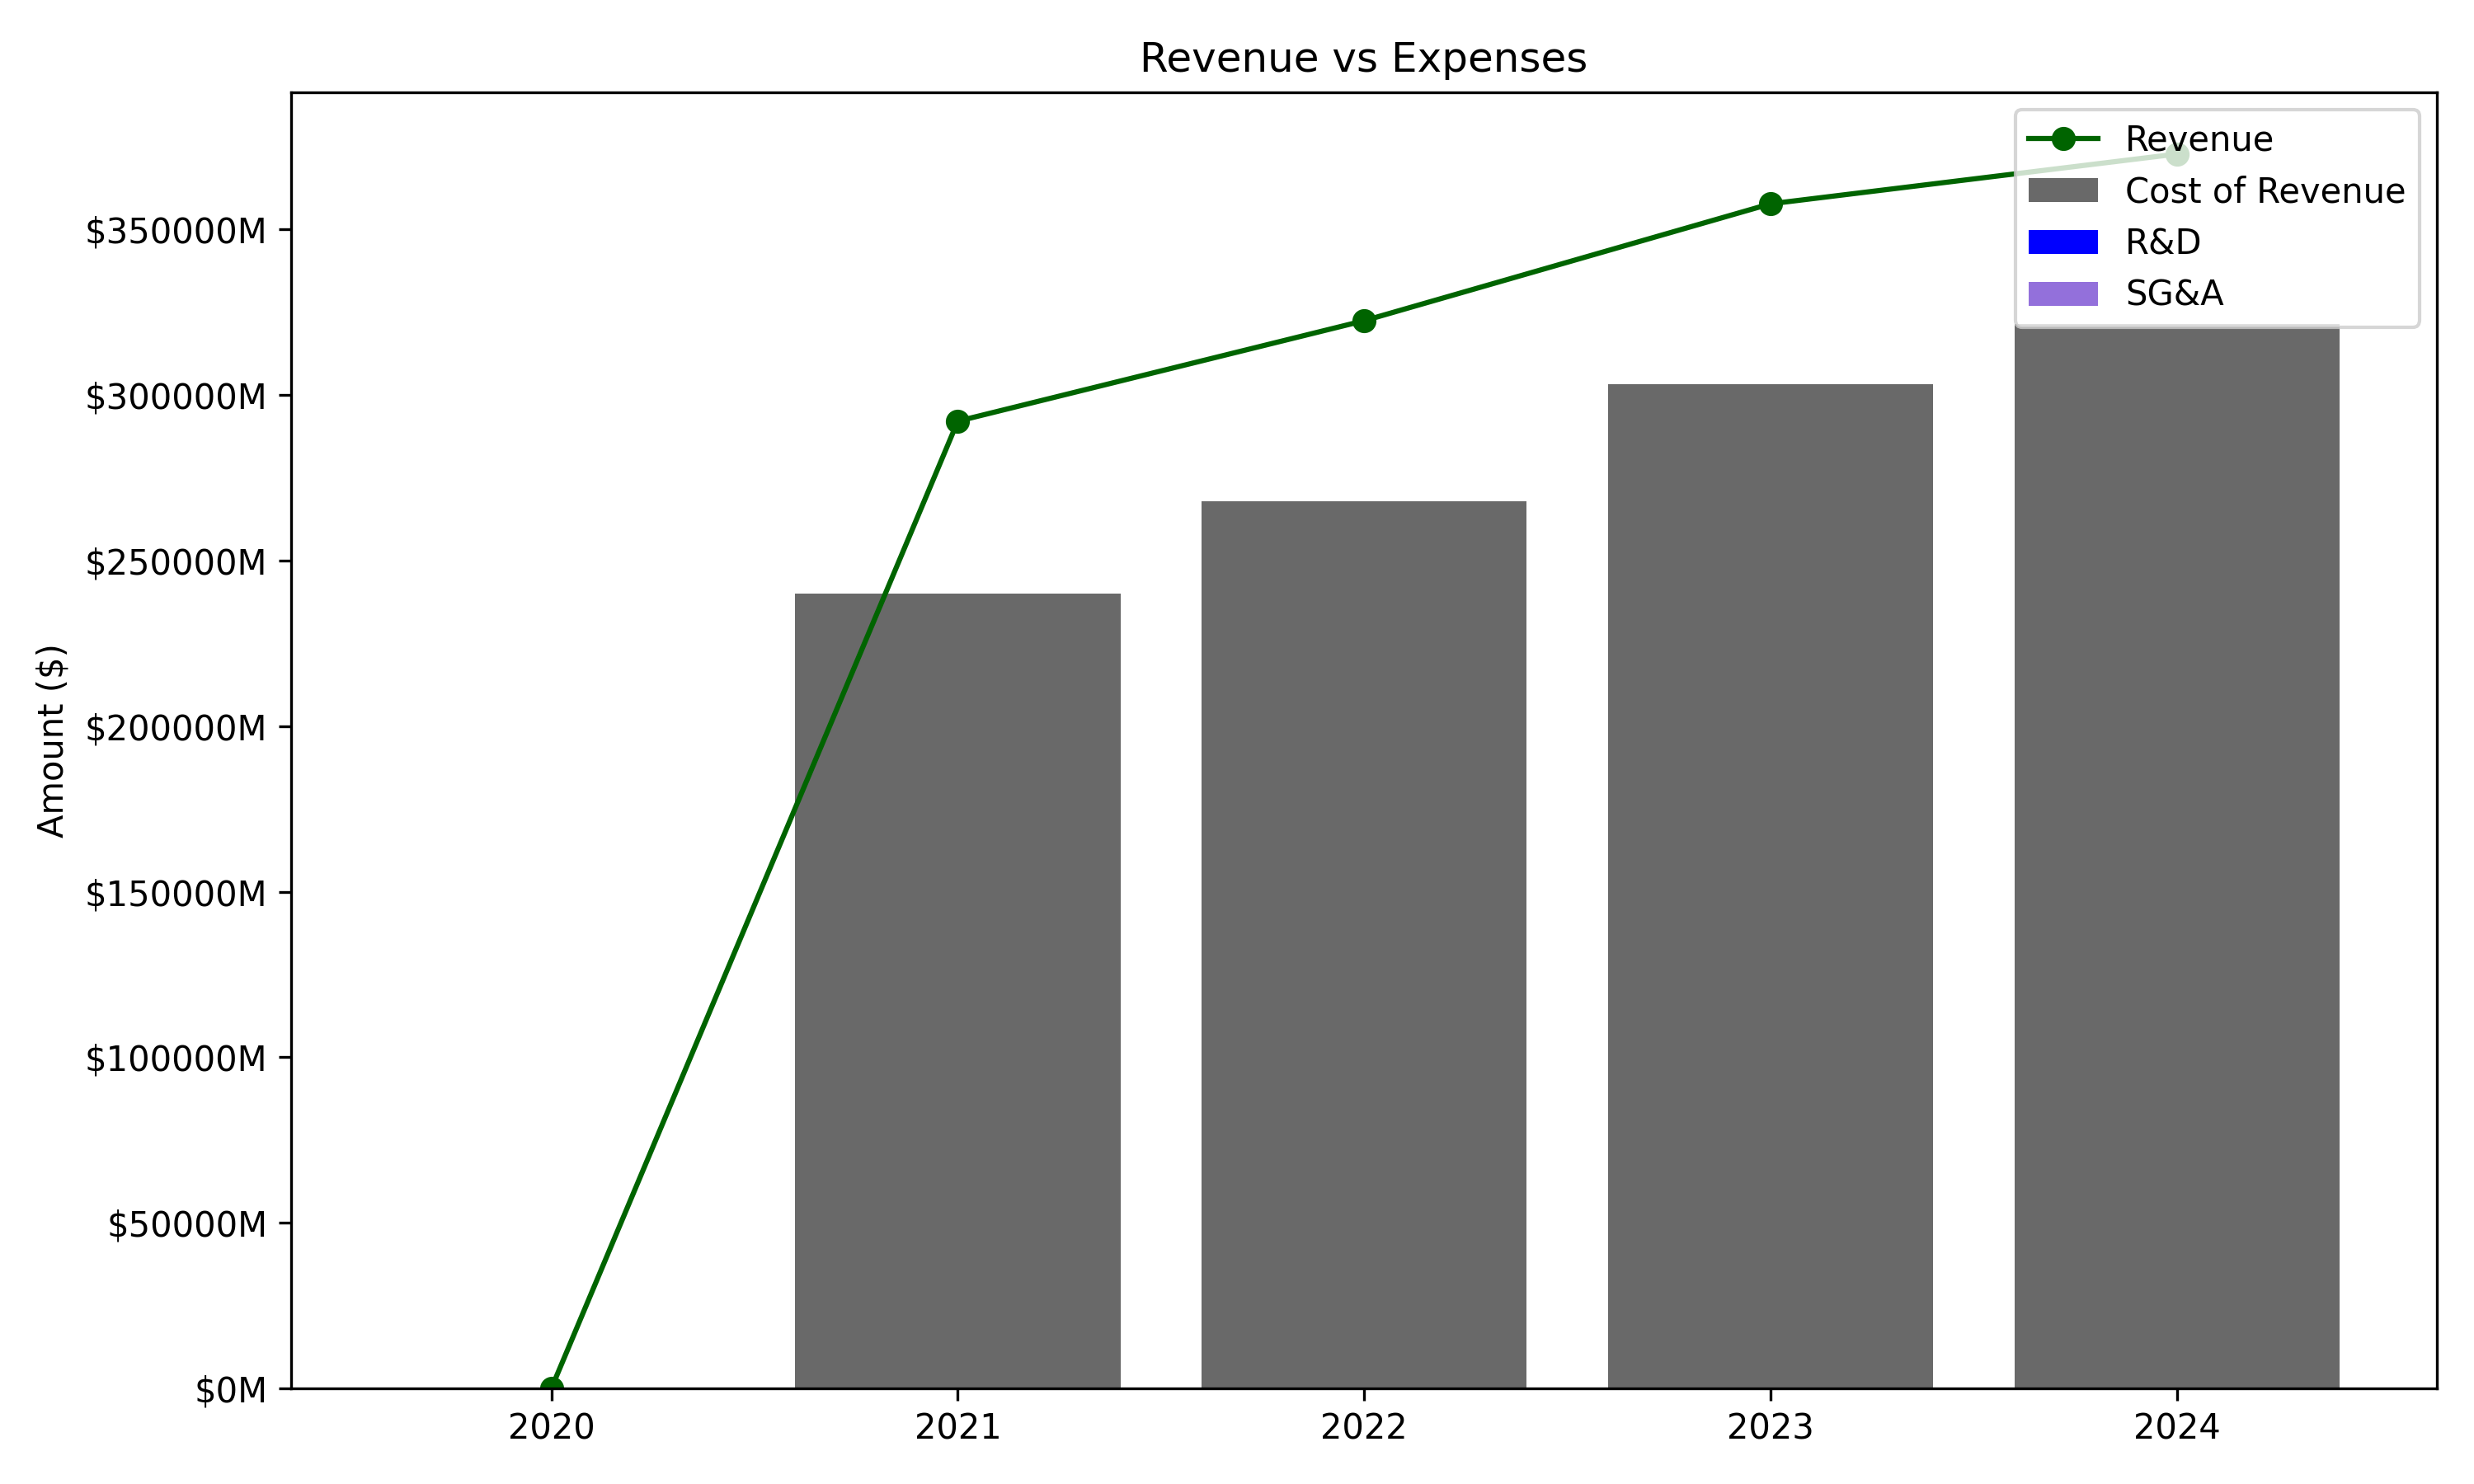 Revenue vs Expenses
Revenue
Cost of Revenue
R&D
SG&A
Amount ($)
$350000M
$300000M
$250000M
$200000M
$150000M
$100000M
$50000M
$0M
2020
2021
2022
2023
2024